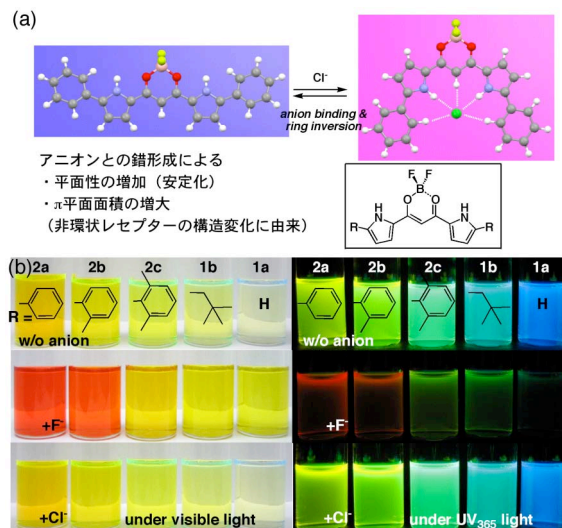 (a)
Cl⁻
anion binding &
ring inversion
アニオンとの錯形成による
・平面性の増加（安定化）
・π平面面積の増大
（非環状レセプターの構造変化に由来）
F F
B
O O
R H N N H R
(b) 2a 2b 2c 1b 1a
R = H
w/o anion
w/o anion
+F⁻
+Cl⁻ under visible light
2a 2b 2c 1b 1a
H
w/o anion
+F⁻
+Cl⁻ under UV365 light